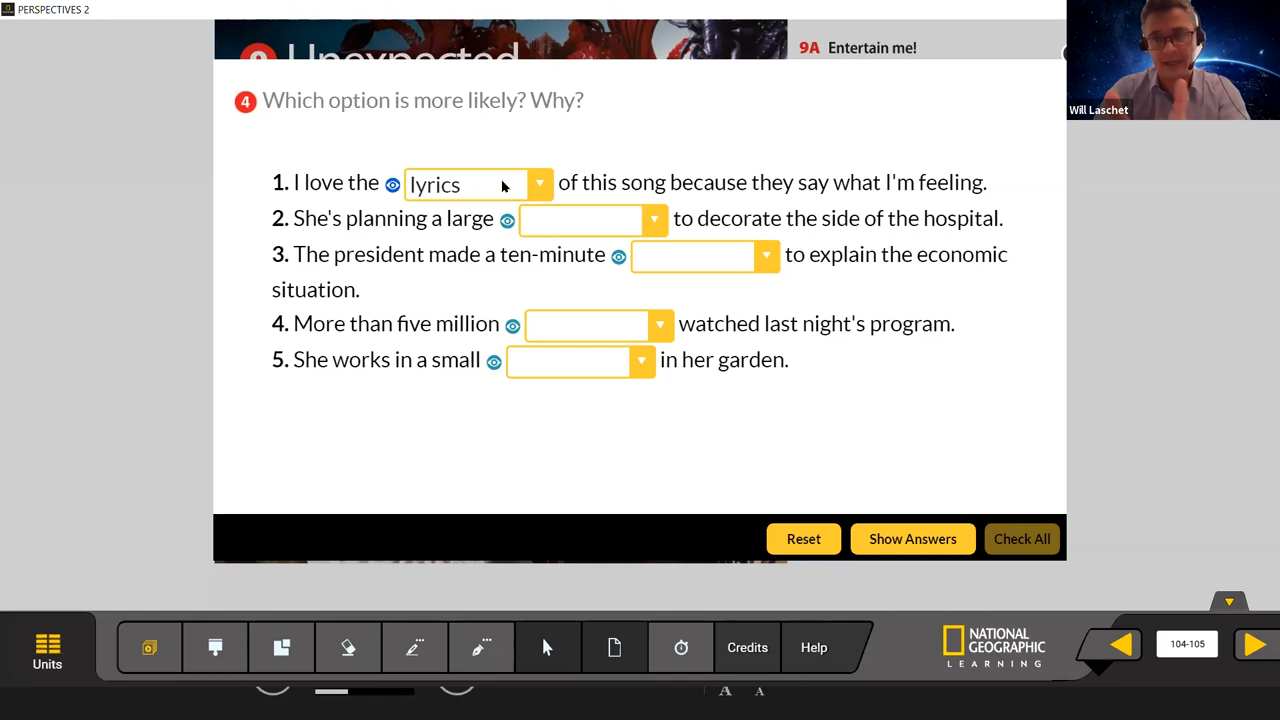 PERSPECTIVES 2
9 Unexpected
9A Entertain me!
Will Laschet
4 Which option is more likely? Why?
1. I love the lyrics of this song because they say what I'm feeling.
2. She's planning a large to decorate the side of the hospital.
3. The president made a ten-minute to explain the economic
situation.
4. More than five million watched last night's program.
5. She works in a small in her garden.
Reset Show Answers Check All
Units
Credits
Help
NATIONAL
GEOGRAPHIC
LEARNING
104-105
A A